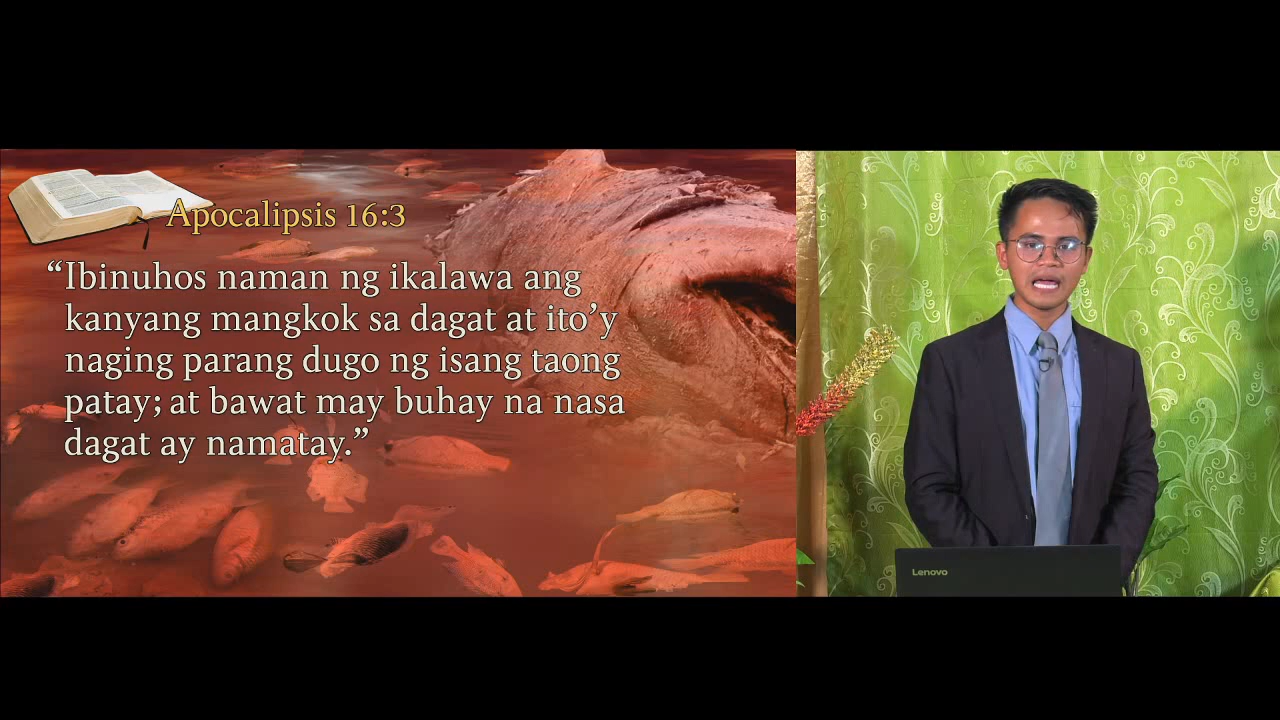 Apocalipsis 16:3
“Ibinuhos naman ng ikalawa ang
kanyang mangkok sa dagat at ito’y
naging parang dugo ng isang taong
patay; at bawat may buhay na nasa
dagat ay namatay.”
Lenovo